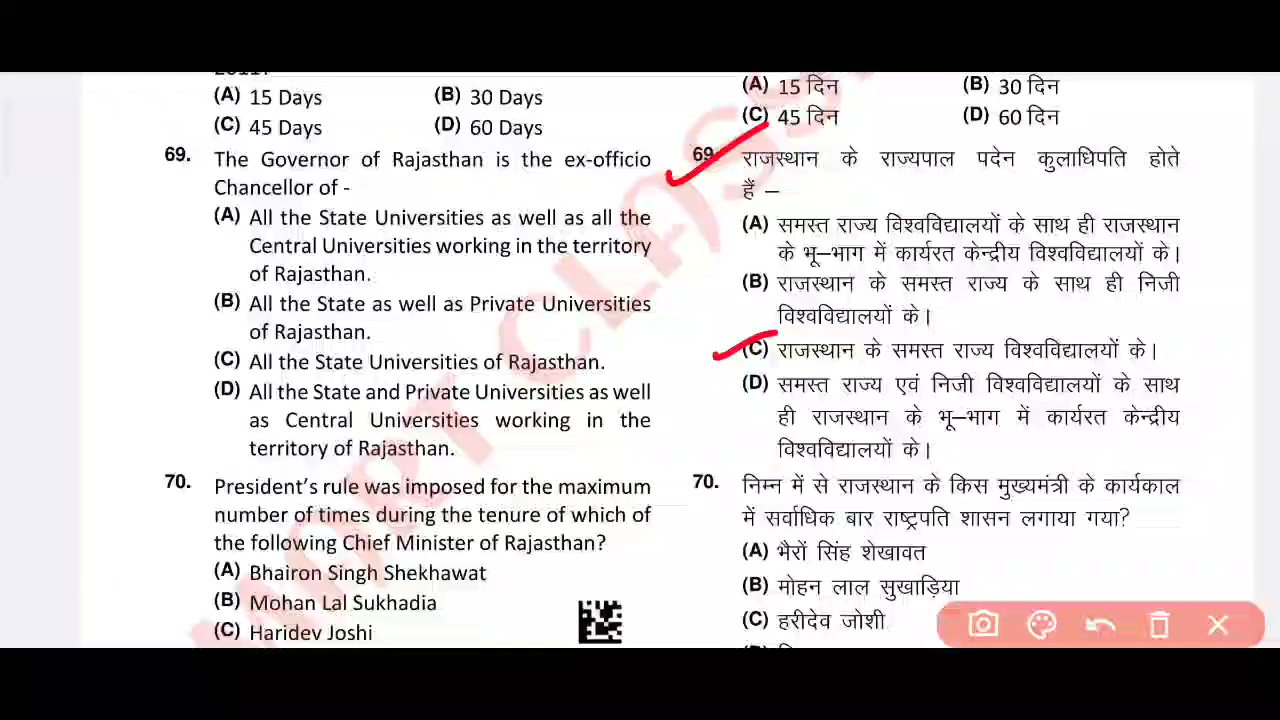 (A) 15 Days (B) 30 Days
(C) 45 Days (D) 60 Days
69. The Governor of Rajasthan is the ex-officio
Chancellor of -
(A) All the State Universities as well as all the
Central Universities working in the territory
of Rajasthan.
(B) All the State as well as Private Universities
of Rajasthan.
(C) All the State Universities of Rajasthan.
(D) All the State and Private Universities as well
as Central Universities working in the
territory of Rajasthan.
70. President's rule was imposed for the maximum
number of times during the tenure of which of
the following Chief Minister of Rajasthan?
(A) Bhairon Singh Shekhawat
(B) Mohan Lal Sukhadia
(C) Haridev Joshi
(A) 15 दिन (B) 30 दिन
(C) 45 दिन (D) 60 दिन
69. राजस्थान के राज्यपाल पदेन कुलाधिपति होते
हैं –
(A) समस्त राज्य विश्वविद्यालयों के साथ ही राजस्थान
के भू–भाग में कार्यरत केन्द्रीय विश्वविद्यालयों के।
(B) राजस्थान के समस्त राज्य के साथ ही निजी
विश्वविद्यालयों के।
(C) राजस्थान के समस्त राज्य विश्वविद्यालयों के।
(D) समस्त राज्य एवं निजी विश्वविद्यालयों के साथ
ही राजस्थान के भू–भाग में कार्यरत केन्द्रीय
विश्वविद्यालयों के।
70. निम्न में से राजस्थान के किस मुख्यमंत्री के कार्यकाल
में सर्वाधिक बार राष्ट्रपति शासन लगाया गया?
(A) भैरों सिंह शेखावत
(B) मोहन लाल सुखाड़िया
(C) हरीदेव जोशी